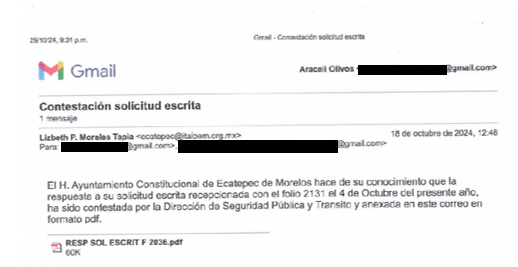 29/10/24, 9:31 p.m.
Gmail - Contestación solicitud escrita
Gmail
Araceli Olivos < @gmail.com>
Contestación solicitud escrita
1 mensaje
Lizbeth P. Morales Tapia <ecatepec@itaipem.org.mx>
18 de octubre de 2024, 12:48
Para: @gmail.com>, @gmail.com>
El H. Ayuntamiento Constitucional de Ecatepec de Morelos hace de su conocimiento que la
respuesta a su solicitud escrita recepcionada con el folio 2131 el 4 de Octubre del presente año,
ha sido contestada por la Dirección de Seguridad Pública y Transito y anexada en este correo en
formato pdf.
RESP SOL ESCRIT F 2036.pdf
60K